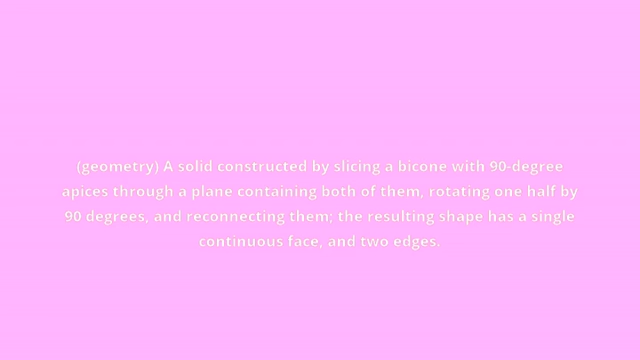 (geometry) A solid constructed by slicing a bicone with 90-degree
apices through a plane containing both of them, rotating one half by
90 degrees, and reconnecting them; the resulting shape has a single
continuous face, and two edges.